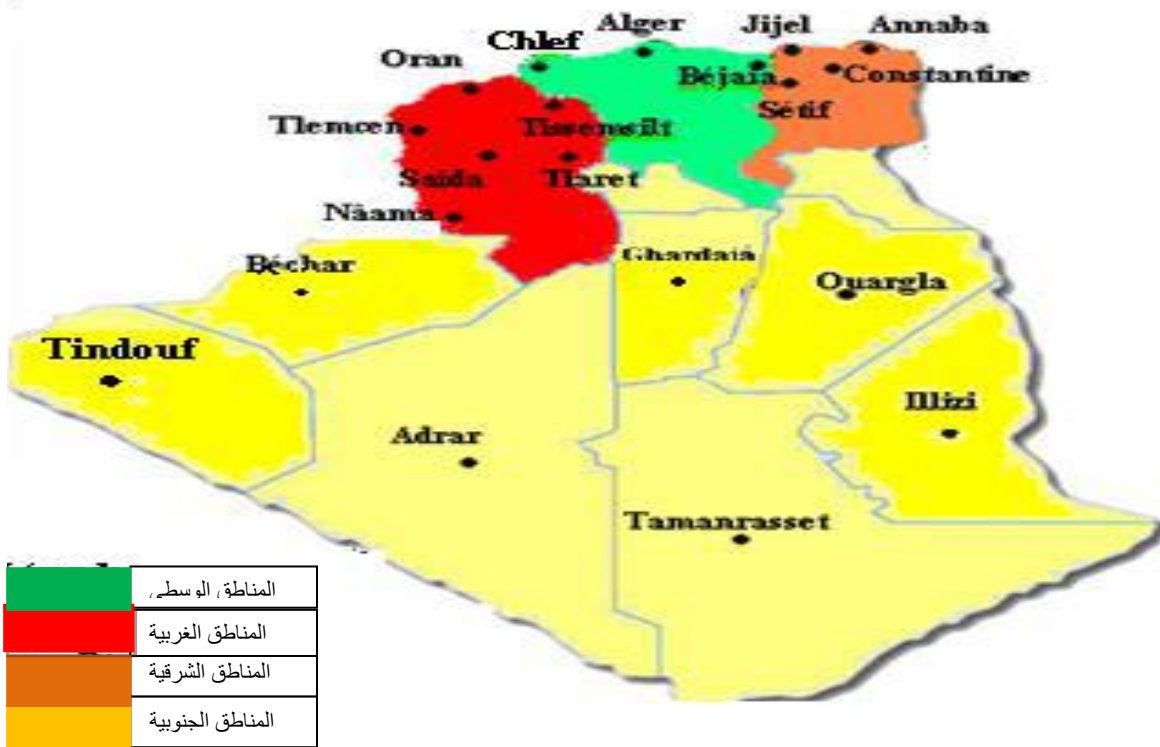 Alger
Jijel
Annaba
Chlef
Oran
Béjaia
Constantine
Sétif
Tlemcen
Tissemsilt
Saida
Tiaret
Nâama
Béchar
Ghardaiá
Ouargla
Tindouf
Illizi
Adrar
Tamanrasset
المناطق الوسطى
المناطق الغربية
المناطق الشرقية
المناطق الجنوبية